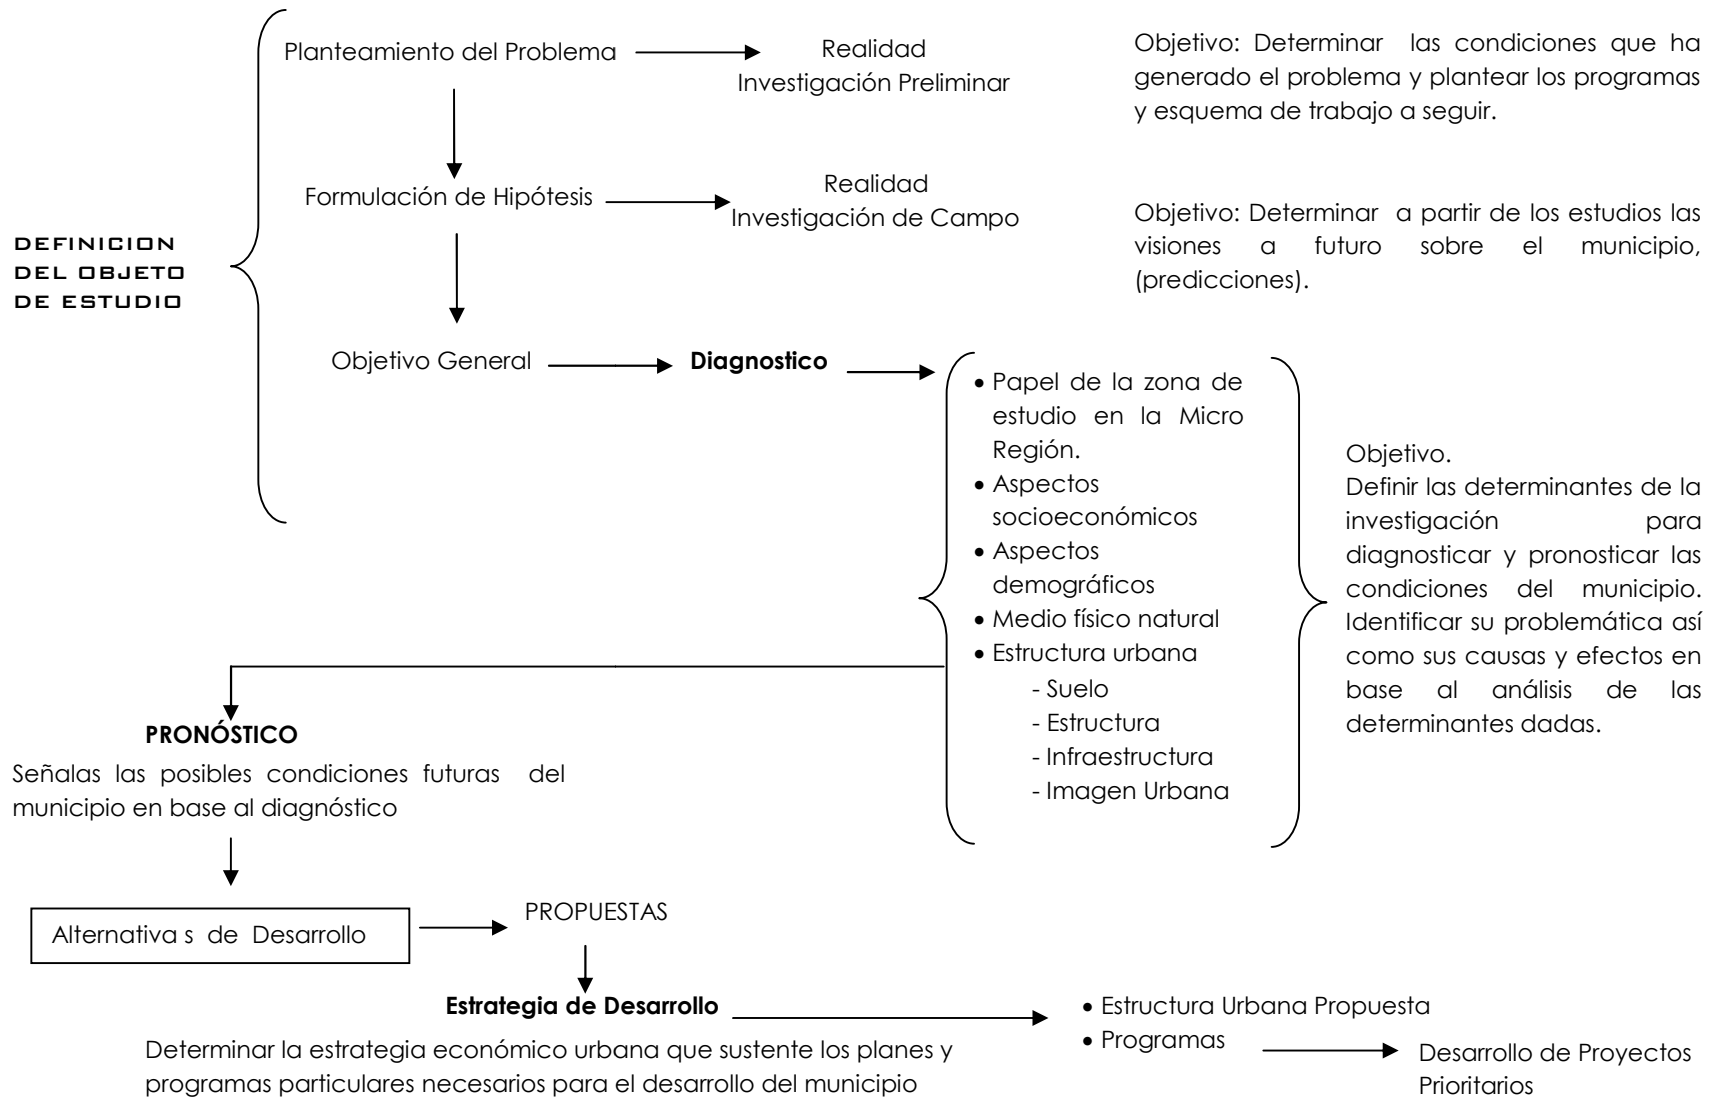 Planteamiento del Problema
Realidad
Investigación Preliminar
Objetivo: Determinar las condiciones que ha
generado el problema y plantear los programas
y esquema de trabajo a seguir.
Formulación de Hipótesis
Realidad
Investigación de Campo
Objetivo: Determinar a partir de los estudios las
visiones a futuro sobre el municipio,
(predicciones).
DEFINICION
DEL OBJETO
DE ESTUDIO
Objetivo General
Diagnostico
• Papel de la zona de
estudio en la Micro
Región.
• Aspectos
socioeconómicos
• Aspectos
demográficos
• Medio físico natural
• Estructura urbana
- Suelo
- Estructura
- Infraestructura
- Imagen Urbana
Objetivo.
Definir las determinantes de la
investigación para
diagnosticar y pronosticar las
condiciones del municipio.
Identificar su problemática así
como sus causas y efectos en
base al análisis de las
determinantes dadas.
PRONÓSTICO
Señalas las posibles condiciones futuras del
municipio en base al diagnóstico
Alternativa s de Desarrollo
PROPUESTAS
Estrategia de Desarrollo
Determinar la estrategia económico urbana que sustente los planes y
programas particulares necesarios para el desarrollo del municipio
• Estructura Urbana Propuesta
• Programas
Desarrollo de Proyectos
Prioritarios